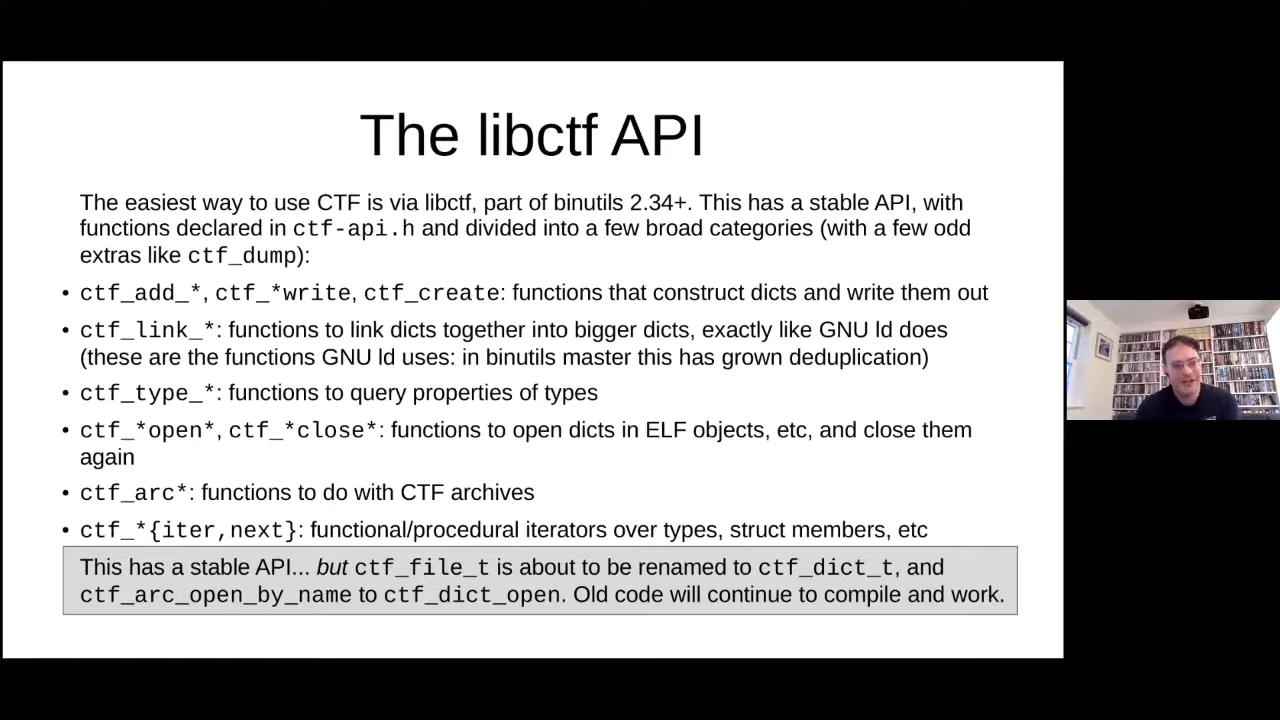 The libctf API
The easiest way to use CTF is via libctf, part of binutils 2.34+. This has a stable API, with
functions declared in ctf-api.h and divided into a few broad categories (with a few odd
extras like ctf_dump):
• ctf_add_*, ctf_*write, ctf_create: functions that construct dicts and write them out
• ctf_link_*: functions to link dicts together into bigger dicts, exactly like GNU ld does
(these are the functions GNU ld uses: in binutils master this has grown deduplication)
• ctf_type_*: functions to query properties of types
• ctf_*open*, ctf_*close*: functions to open dicts in ELF objects, etc, and close them
again
• ctf_arc*: functions to do with CTF archives
• ctf_*{iter,next}: functional/procedural iterators over types, struct members, etc
This has a stable API... but ctf_file_t is about to be renamed to ctf_dict_t, and
ctf_arc_open_by_name to ctf_dict_open. Old code will continue to compile and work.